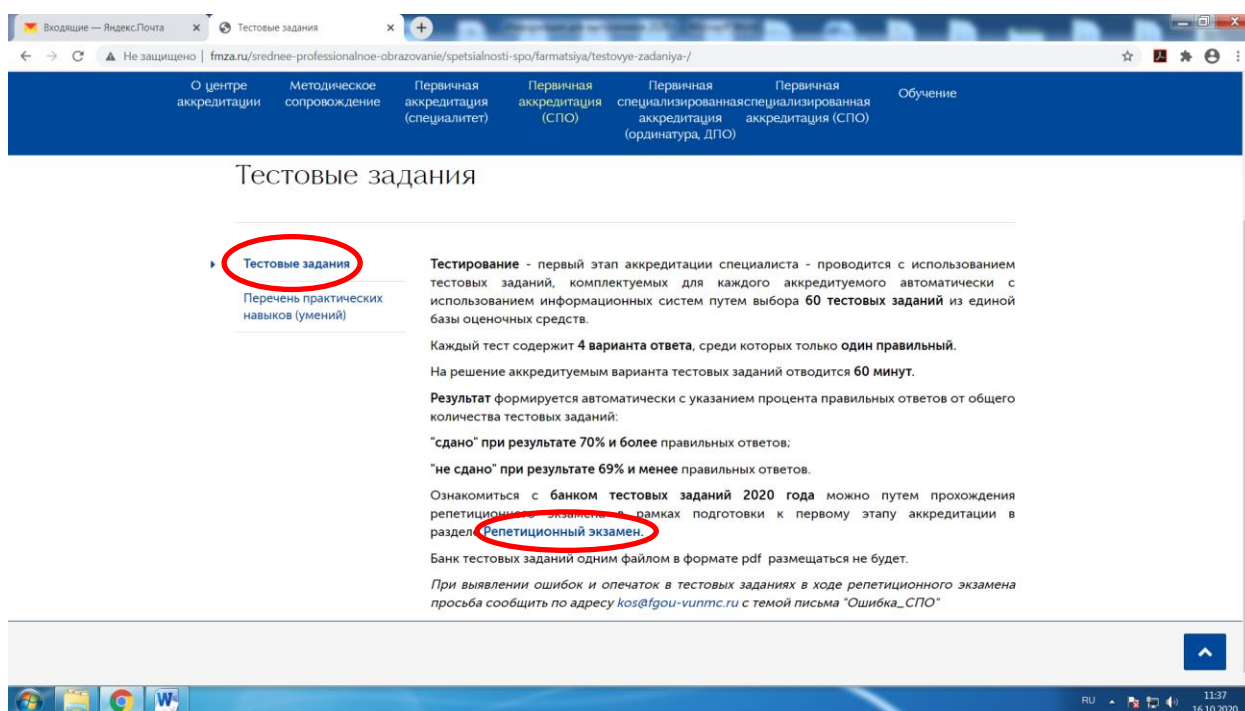 Входящие — Яндекс.Почта
Тестовые задания
Не защищено | fmza.ru/srednee-professionalnoe-obrazovanie/spetsialnosti-spo/farmatsiya/testovye-zadaniya-/
О центре аккредитации
Методическое сопровождение
Первичная аккредитация (специалитет)
Первичная аккредитация (СПО)
Первичная специализированная аккредитация (ординатура, ДПО)
Первичная специализированная аккредитация (СПО)
Обучение
Тестовые задания
Тестовые задания
Перечень практических
навыков (умений)
Тестирование - первый этап аккредитации специалиста - проводится с использованием
тестовых заданий, комплектуемых для каждого аккредитуемого автоматически с
использованием информационных систем путем выбора 60 тестовых заданий из единой
базы оценочных средств.
Каждый тест содержит 4 варианта ответа, среди которых только один правильный.
На решение аккредитуемым варианта тестовых заданий отводится 60 минут.
Результат формируется автоматически с указанием процента правильных ответов от общего
количества тестовых заданий:
"сдано" при результате 70% и более правильных ответов;
"не сдано" при результате 69% и менее правильных ответов.
Ознакомиться с банком тестовых заданий 2020 года можно путем прохождения
репетиционного экзамена в рамках подготовки к первому этапу аккредитации в
разделе Репетиционный экзамен.
Банк тестовых заданий одним файлом в формате pdf размещаться не будет.
При выявлении ошибок и опечаток в тестовых заданиях в ходе репетиционного экзамена
просьба сообщить по адресу kos@fgou-vunmc.ru с темой письма "Ошибка_СПО"
RU
11:37
16.10.2020